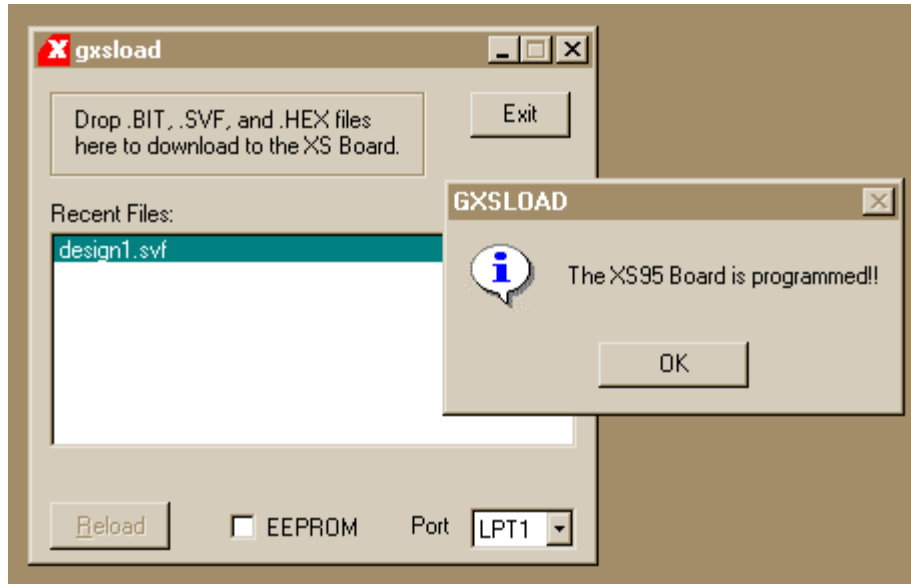 gxsload
Drop .BIT, .SVF, and .HEX files
here to download to the XS Board.
Exit
Recent Files:
design1.svf
GXSLOAD
The XS95 Board is programmed!!
OK
Reload
EEPROM
Port
LPT1